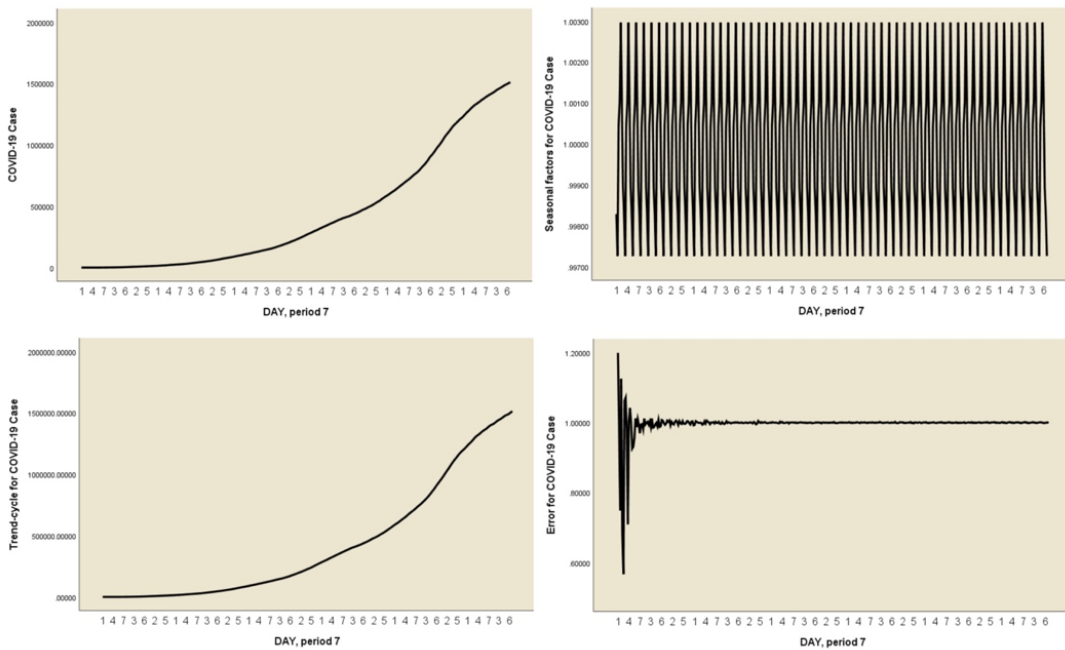 2000000
1500000
1000000
500000
0
COVID-19 Case
1 4 7 3 6 2 5 1 4 7 3 6 2 5 1 4 7 3 6 2 5 1 4 7 3 6 2 5 1 4 7 3 6 2 5 1 4 7 3 6
DAY, period 7
1.00300
1.00200
1.00100
1.00000
.99900
.99800
.99700
Seasonal factors for COVID-19 Case
1 4 7 3 6 2 5 1 4 7 3 6 2 5 1 4 7 3 6 2 5 1 4 7 3 6 2 5 1 4 7 3 6 2 5 1 4 7 3 6
DAY, period 7
2000000.00000
1500000.00000
1000000.00000
500000.00000
.00000
Trend-cycle for COVID-19 Case
1 4 7 3 6 2 5 1 4 7 3 6 2 5 1 4 7 3 6 2 5 1 4 7 3 6 2 5 1 4 7 3 6 2 5 1 4 7 3 6
DAY, period 7
1.20000
1.00000
.80000
.60000
Error for COVID-19 Case
1 4 7 3 6 2 5 1 4 7 3 6 2 5 1 4 7 3 6 2 5 1 4 7 3 6 2 5 1 4 7 3 6 2 5 1 4 7 3 6
DAY, period 7